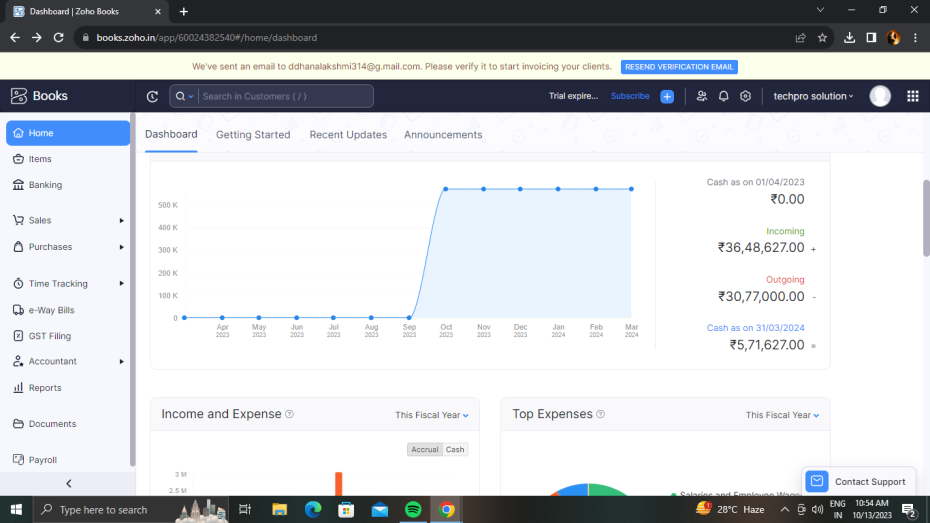 Dashboard | Zoho Books
books.zoho.in/app/60024382540#/home/dashboard
We've sent an email to ddhanalakshmi314@g.mail.com. Please verify it to start invoicing your clients. RESEND VERIFICATION EMAIL
Books
Search in Customers ( / )
Trial expire... Subscribe
techpro solution
Home
Items
Banking
Sales
Purchases
Time Tracking
e-Way Bills
GST Filing
Accountant
Reports
Documents
Payroll
Dashboard Getting Started Recent Updates Announcements
500 K
400 K
300 K
200 K
100 K
0
Apr May Jun Jul Aug Sep Oct Nov Dec Jan Feb Mar
2023 2023 2023 2023 2023 2023 2023 2023 2023 2024 2024 2024
Cash as on 01/04/2023
₹0.00
Incoming
₹36,48,627.00 +
Outgoing
₹30,77,000.00 -
Cash as on 31/03/2024
₹5,71,627.00 =
Income and Expense This Fiscal Year
Accrual Cash
3 M
2.5 M
Top Expenses This Fiscal Year
Salaries and Employee Wages
Contact Support
Type here to search
28°C Haze
ENG
IN
10:54 AM
10/13/2023
2